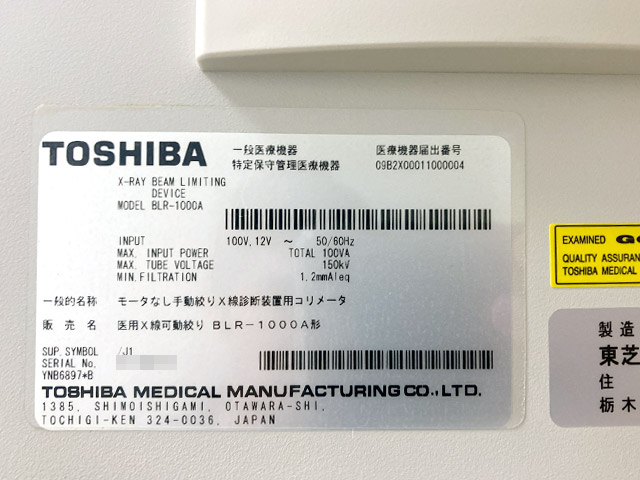 TOSHIBA
一般医療機器 医療機器届出番号
特定保守管理医療機器 09B2X00011000004
X-RAY BEAM LIMITING
DEVICE
MODEL BLR-1000A
INPUT 100V,12V ~ 50/60Hz
MAX. INPUT POWER TOTAL 100VA
MAX. TUBE VOLTAGE 150kV
MIN.FILTRATION 1.2mmAleq
一般的名称 モータなし手動絞りX線診断装置用コリメータ
販 売 名 医用X線可動絞り BLR-1000A形
SUP. SYMBOL /J1
SERIAL No.
YNB6897*B
TOSHIBA MEDICAL MANUFACTURING CO., LTD.
1385, SHIMOISHIGAMI, OTAWARA-SHI,
TOCHIGI-KEN 324-0036, JAPAN
EXAMINED
QUALITY ASSURAN
TOSHIBA MEDICAL
製造
東芝
住
栃木